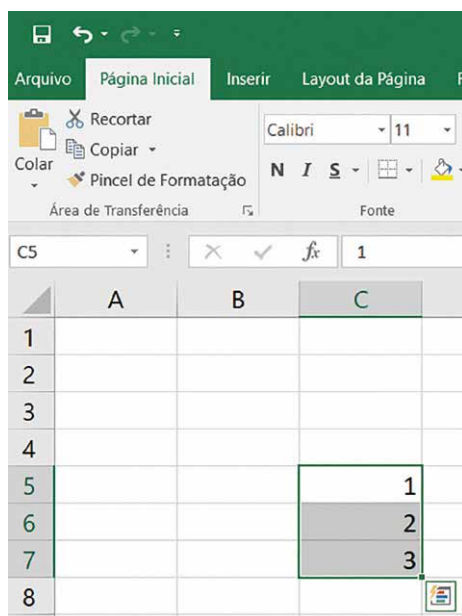 Arquivo Página Inicial Inserir Layout da Página
Recortar
Copiar
Colar
Pincel de Formatação
Calibri 11
N I S
Área de Transferência Fonte
C5 fx 1
A B C
1
2
3
4
5 1
6 2
7 3
8